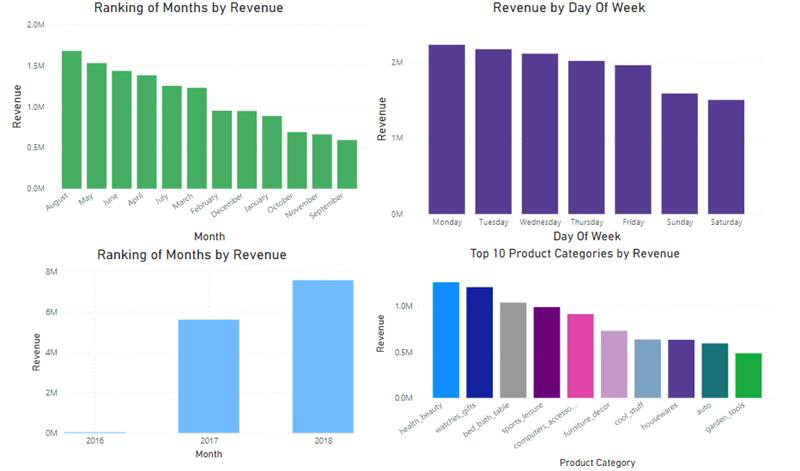 Ranking of Months by Revenue
2.0M
1.5M
1.0M
0.5M
0.0M
Revenue
August
May
June
April
July
March
February
December
January
October
November
September
Month
Revenue by Day Of Week
2M
1M
0M
Revenue
Monday
Tuesday
Wednesday
Thursday
Friday
Sunday
Saturday
Day Of Week
Ranking of Months by Revenue
8M
6M
4M
2M
0M
Revenue
2016
2017
2018
Month
Top 10 Product Categories by Revenue
1.0M
0.5M
0.0M
Revenue
health_beauty
watches_gifts
bed_bath_table
sports_leisure
computers_accesso...
furniture_decor
cool_stuff
housewares
auto
garden_tools
Product Category